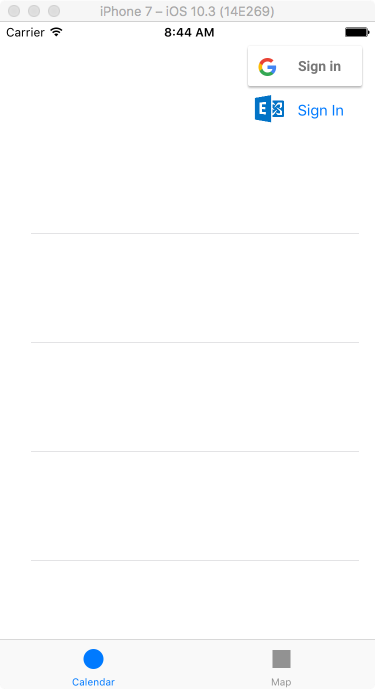 iPhone 7 – iOS 10.3 (14E269)
Carrier 8:44 AM
Sign in
Sign In
Calendar Map